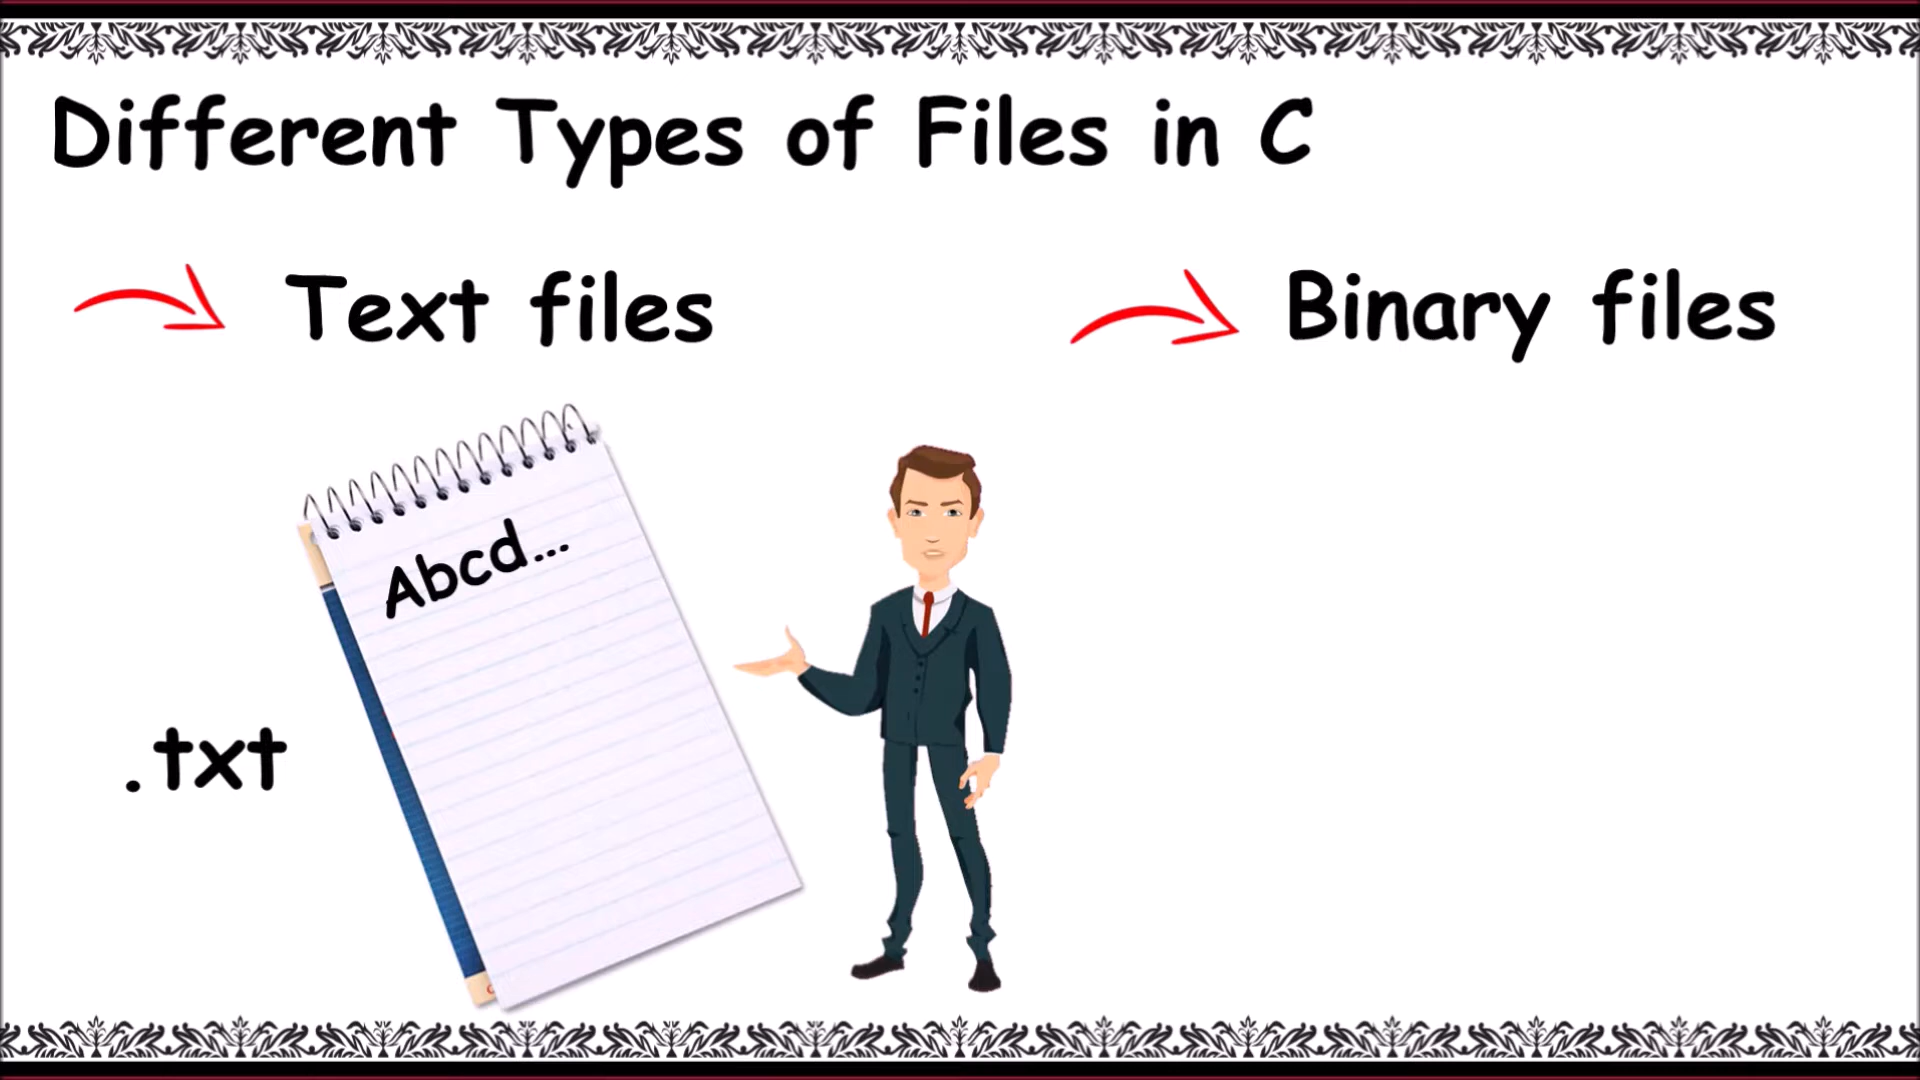 Different Types of Files in C
Text files
Binary files
Abcd...
.txt